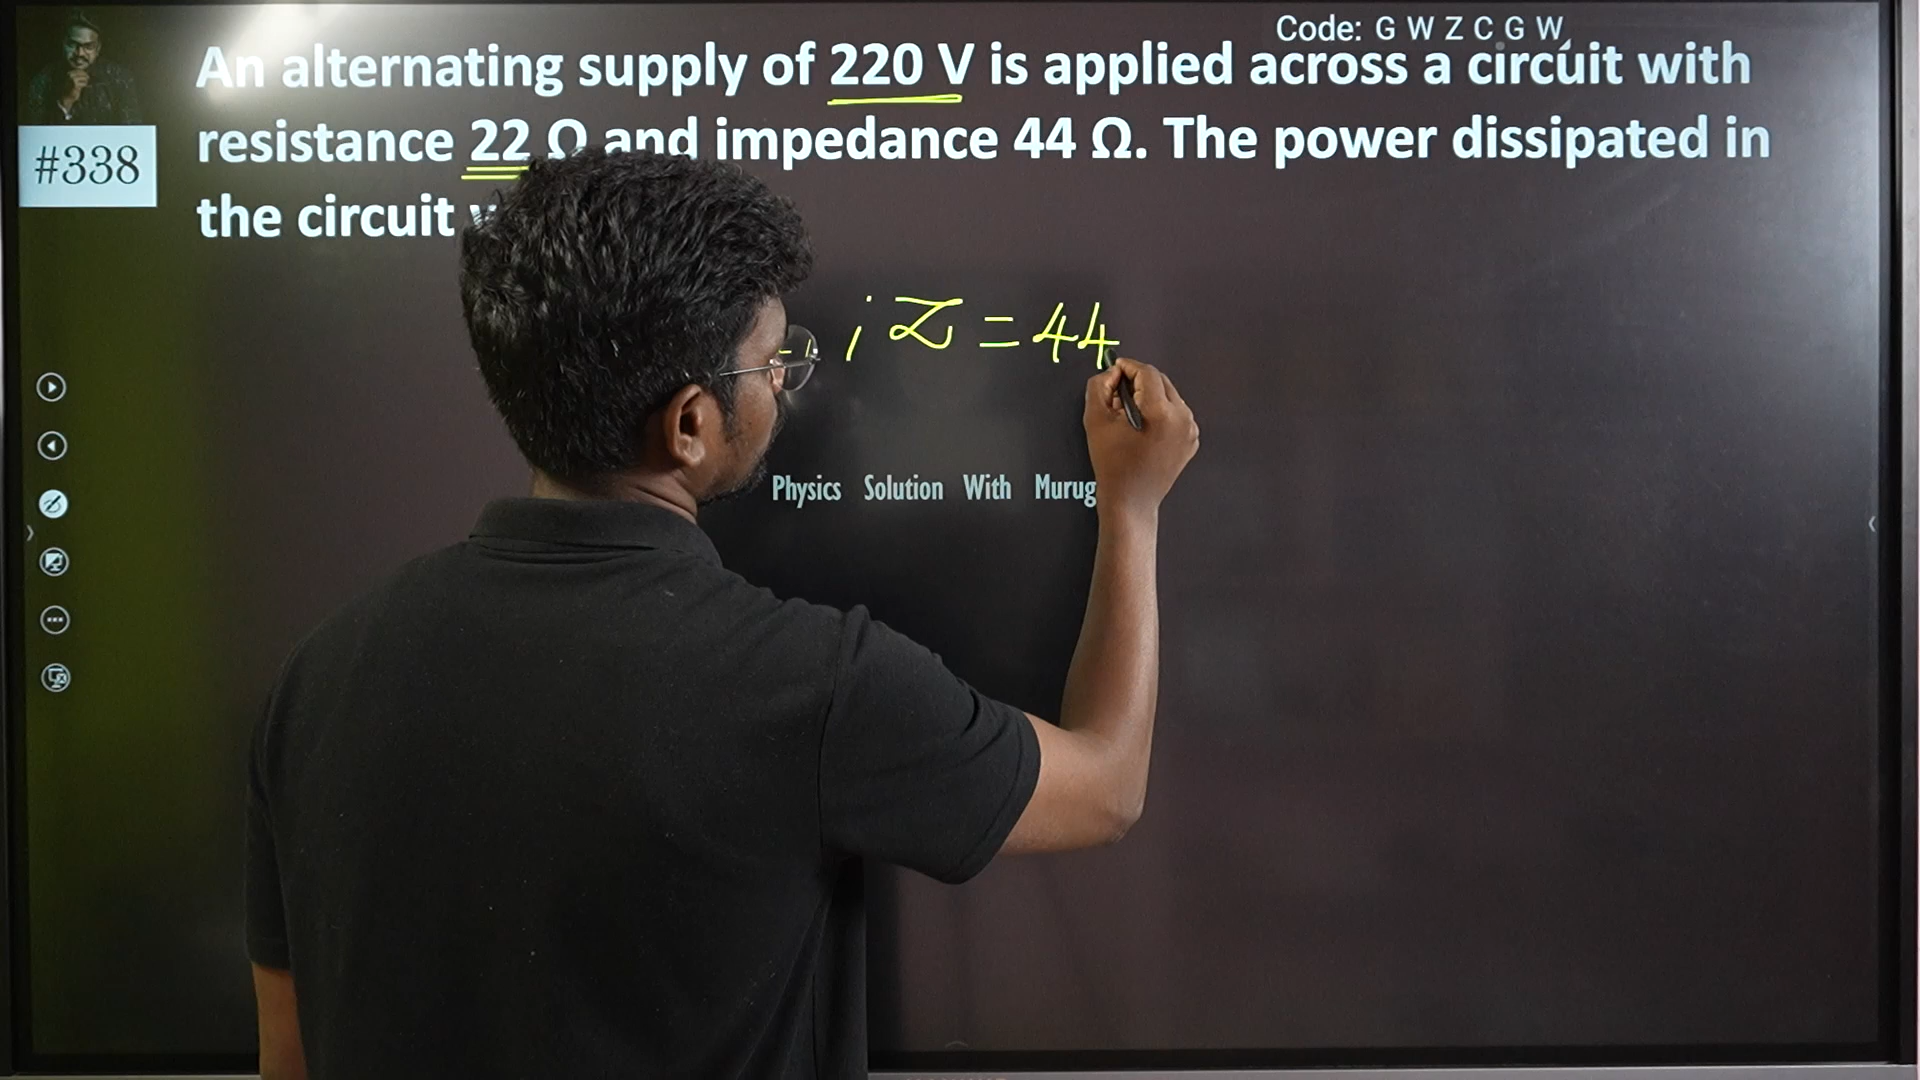 Code: G W Z C G W
An alternating supply of 220 V is applied across a circuit with
#338
resistance 22 Ω and impedance 44 Ω. The power dissipated in
the circuit
; Z = 44
Physics Solution With Murug